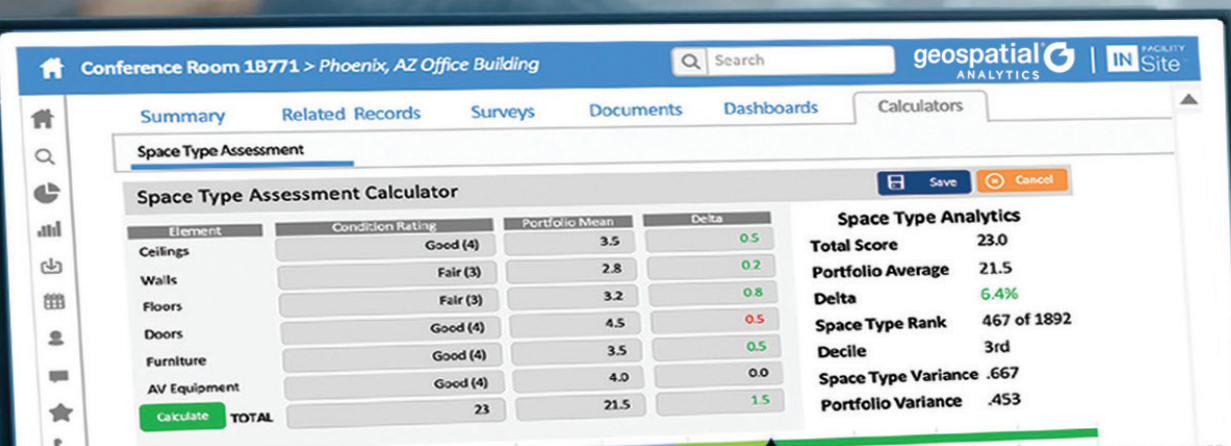 Conference Room 1B771 > Phoenix, AZ Office Building Search geospatial G ANALYTICS | IN FACILITY Site
Summary Related Records Surveys Documents Dashboards Calculators
Space Type Assessment
Space Type Assessment Calculator Save Cancel
Element Condition Rating Portfolio Mean Delta
Ceilings Good (4) 3.5 0.5
Walls Fair (3) 2.8 0.2
Floors Fair (3) 3.2 0.8
Doors Good (4) 4.5 0.5
Furniture Good (4) 3.5 0.5
AV Equipment Good (4) 4.0 0.0
Calculate TOTAL 23 21.5 1.5
Space Type Analytics
Total Score 23.0
Portfolio Average 21.5
Delta 6.4%
Space Type Rank 467 of 1892
Decile 3rd
Space Type Variance .667
Portfolio Variance .453